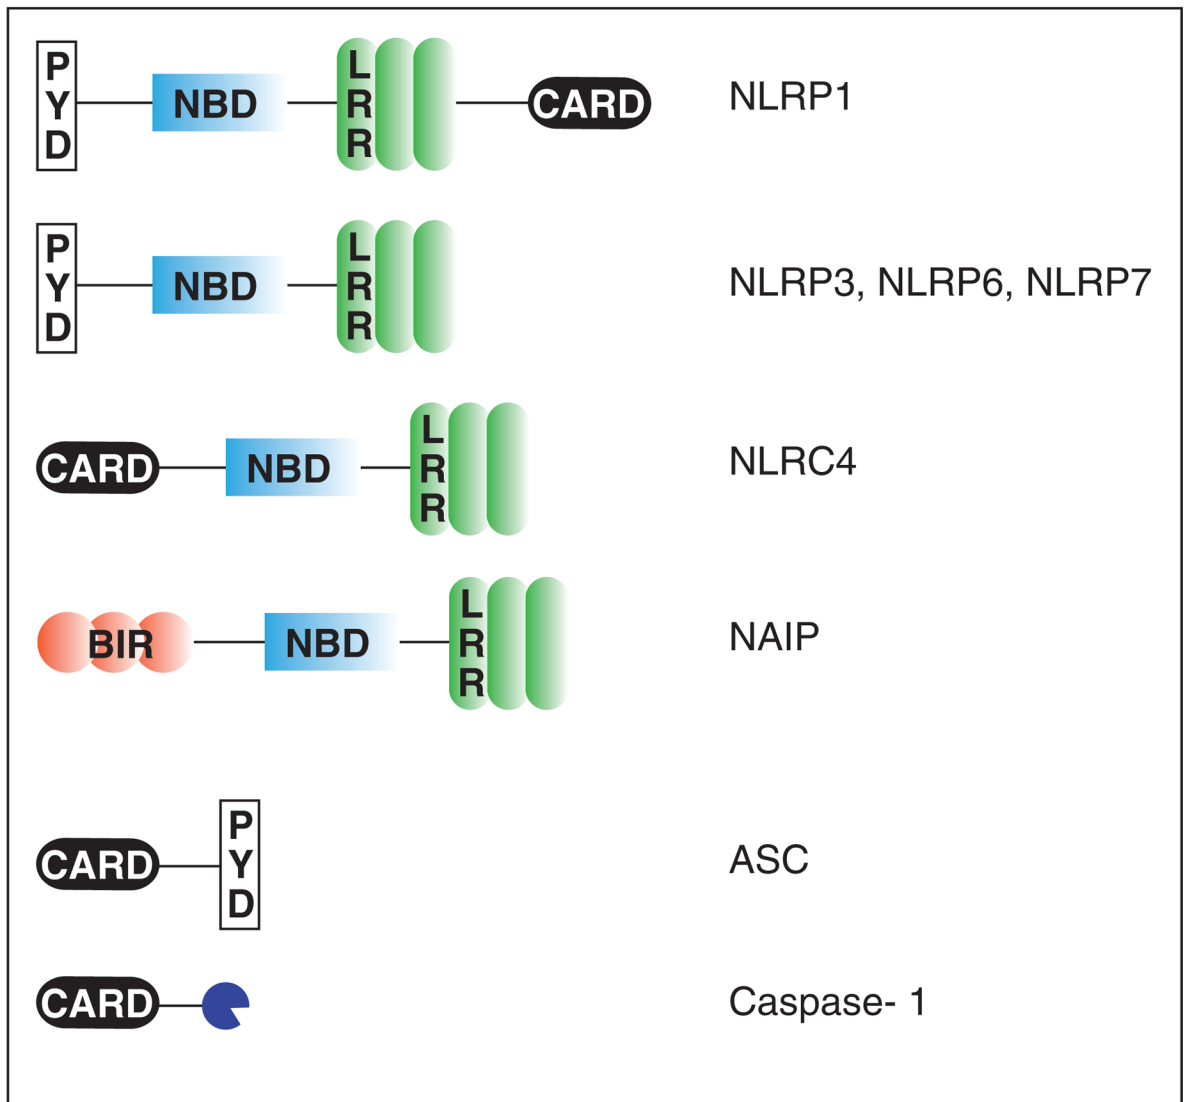 PYD NBD LRR CARD NLRP1
PYD NBD LRR NLRP3, NLRP6, NLRP7
CARD NBD LRR NLRC4
BIR NBD LRR NAIP
CARD PYD ASC
CARD Caspase- 1